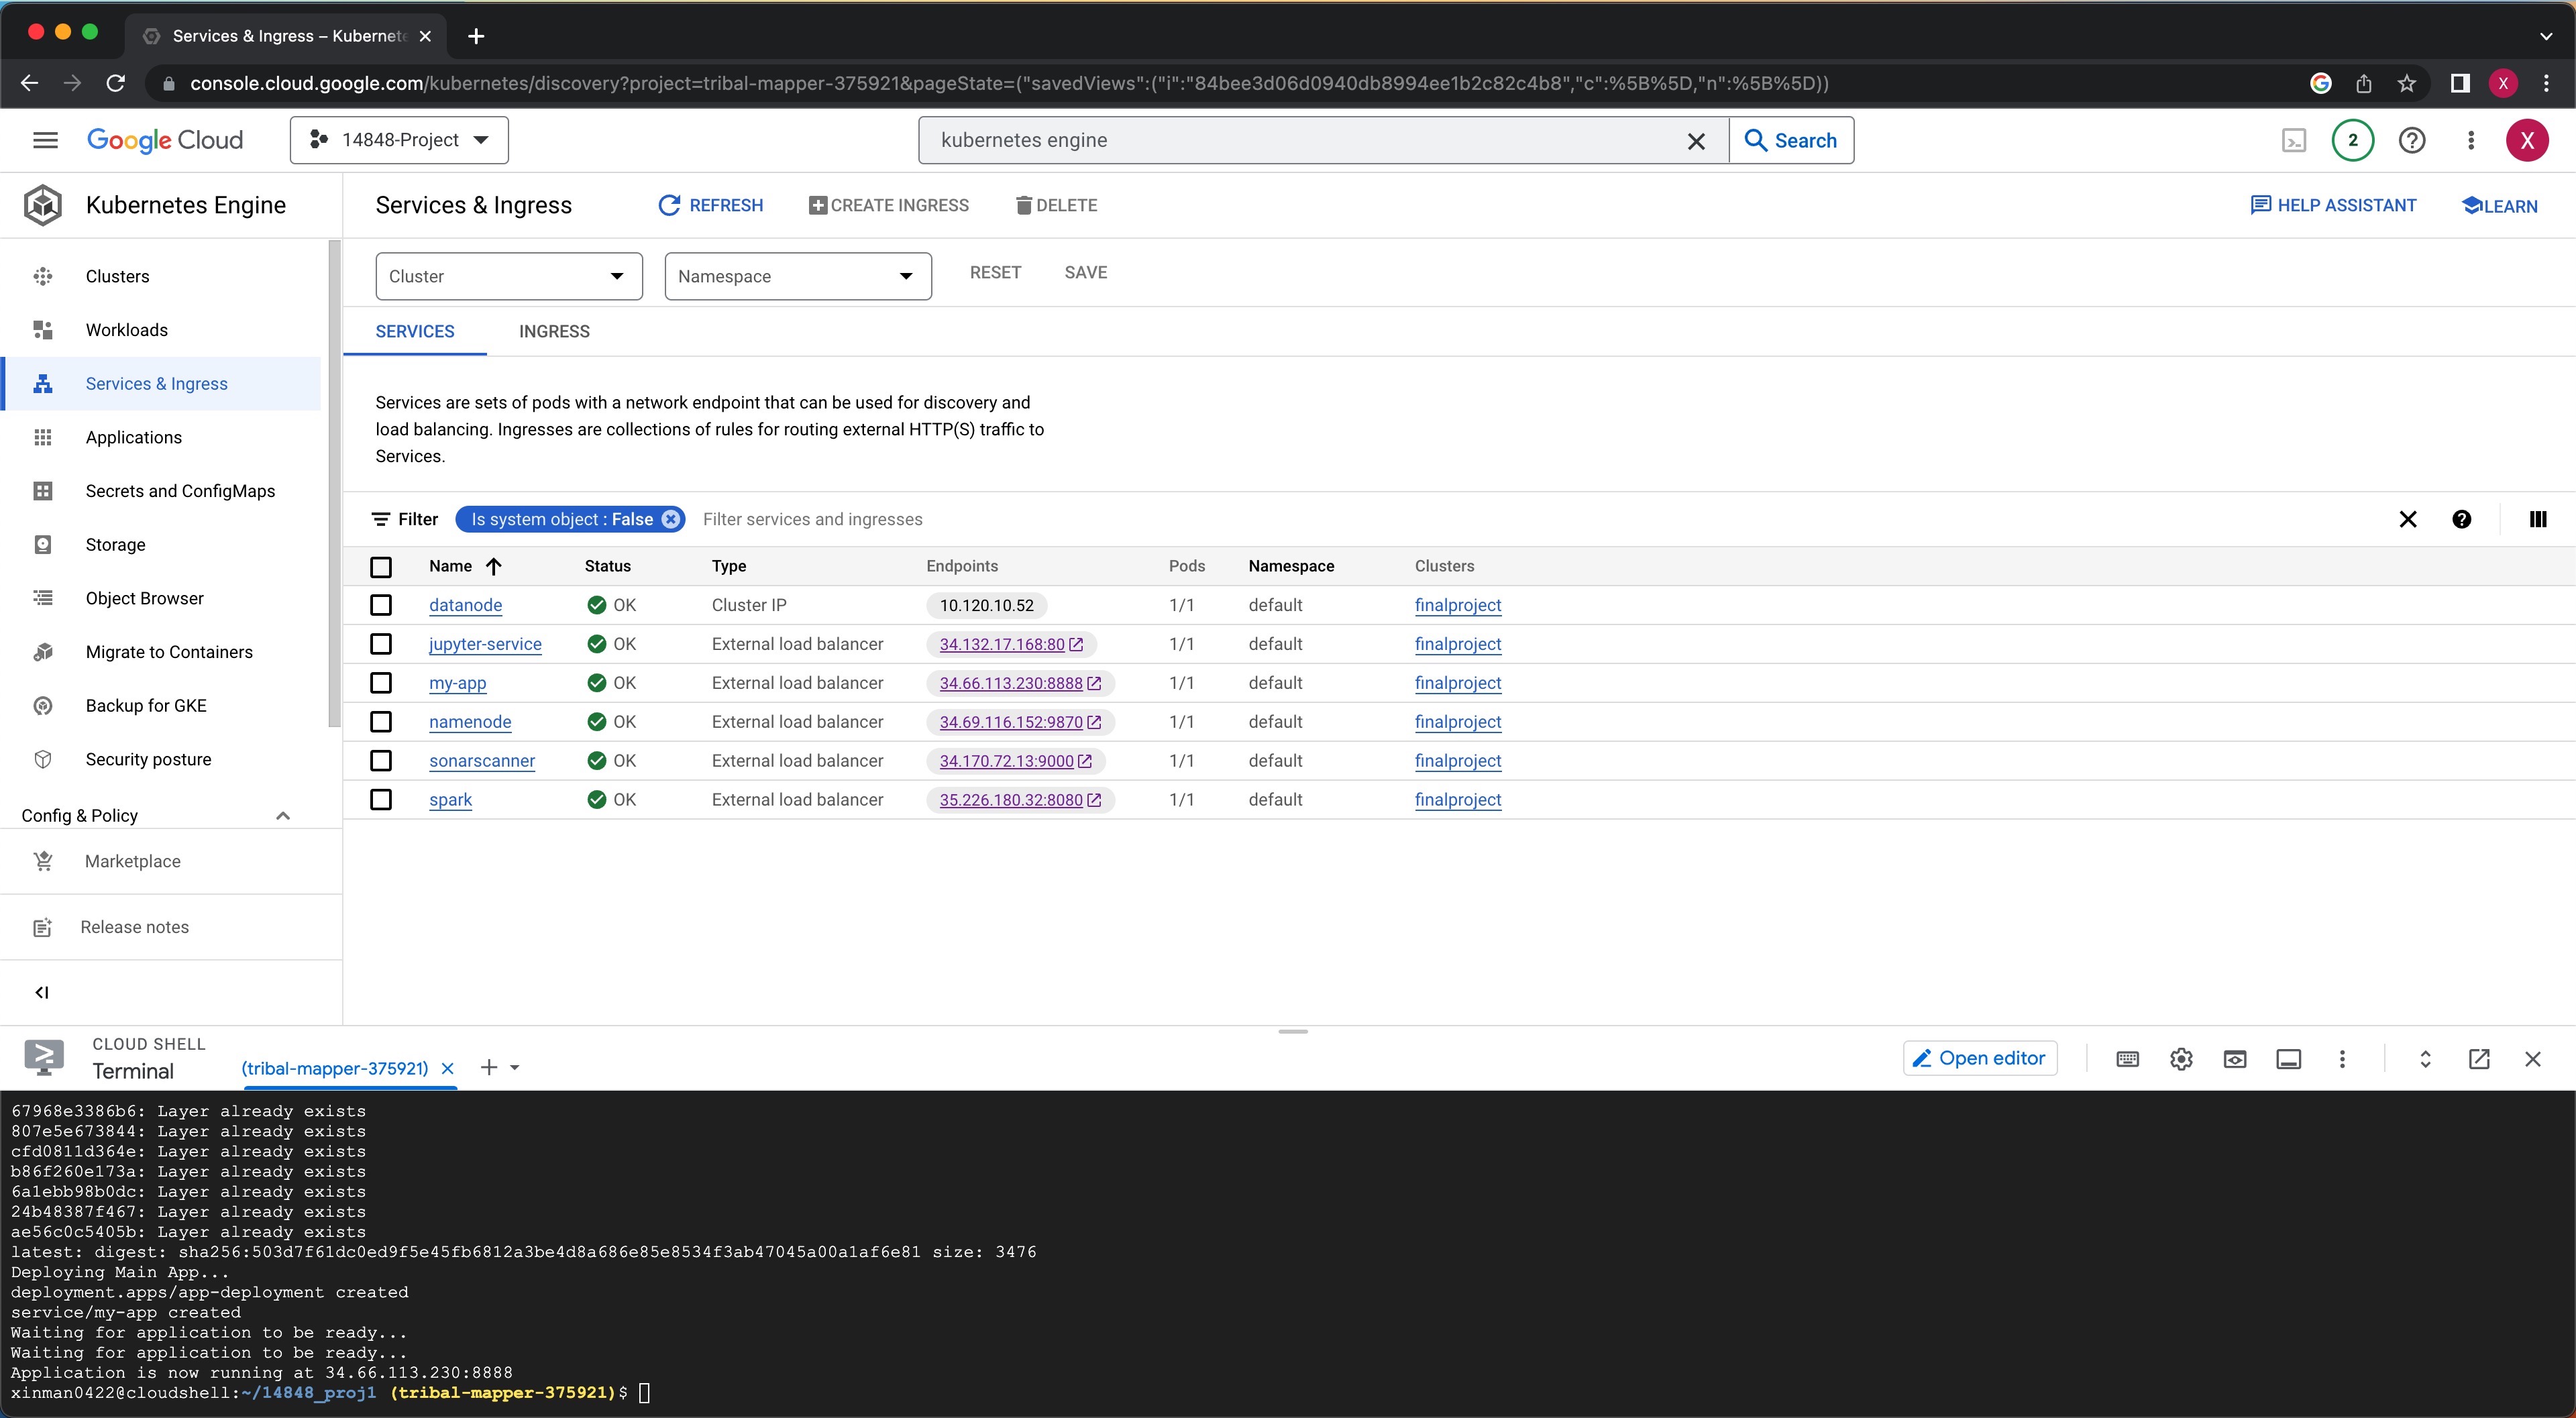 Services & Ingress – Kubernete
console.cloud.google.com/kubernetes/discovery?project=tribal-mapper-375921&pageState=("savedViews":("i":"84bee3d06d0940db8994ee1b2c82c4b8","c":%5B%5D,"n":%5B%5D))
X
Google Cloud
14848-Project
kubernetes engine
Search
2
X
Kubernetes Engine
Services & Ingress
REFRESH
CREATE INGRESS
DELETE
HELP ASSISTANT
LEARN
Clusters
Workloads
Services & Ingress
Applications
Secrets and ConfigMaps
Storage
Object Browser
Migrate to Containers
Backup for GKE
Security posture
Config & Policy
Marketplace
Release notes
Cluster
Namespace
RESET
SAVE
SERVICES
INGRESS
Services are sets of pods with a network endpoint that can be used for discovery and
load balancing. Ingresses are collections of rules for routing external HTTP(S) traffic to
Services.
Filter
Is system object : False
Filter services and ingresses
Name Status Type Endpoints Pods Namespace Clusters
datanode OK Cluster IP 10.120.10.52 1/1 default finalproject
jupyter-service OK External load balancer 34.132.17.168:80 1/1 default finalproject
my-app OK External load balancer 34.66.113.230:8888 1/1 default finalproject
namenode OK External load balancer 34.69.116.152:9870 1/1 default finalproject
sonarscanner OK External load balancer 34.170.72.13:9000 1/1 default finalproject
spark OK External load balancer 35.226.180.32:8080 1/1 default finalproject
CLOUD SHELL
Terminal
(tribal-mapper-375921)
Open editor
67968e3386b6: Layer already exists
807e5e673844: Layer already exists
cfd0811d364e: Layer already exists
b86f260e173a: Layer already exists
6a1ebb98b0dc: Layer already exists
24b48387f467: Layer already exists
ae56c0c5405b: Layer already exists
latest: digest: sha256:503d7f61dc0ed9f5e45fb6812a3be4d8a686e85e8534f3ab47045a00a1af6e81 size: 3476
Deploying Main App...
deployment.apps/app-deployment created
service/my-app created
Waiting for application to be ready...
Waiting for application to be ready...
Application is now running at 34.66.113.230:8888
xinman0422@cloudshell:~/14848_proj1 (tribal-mapper-375921)$